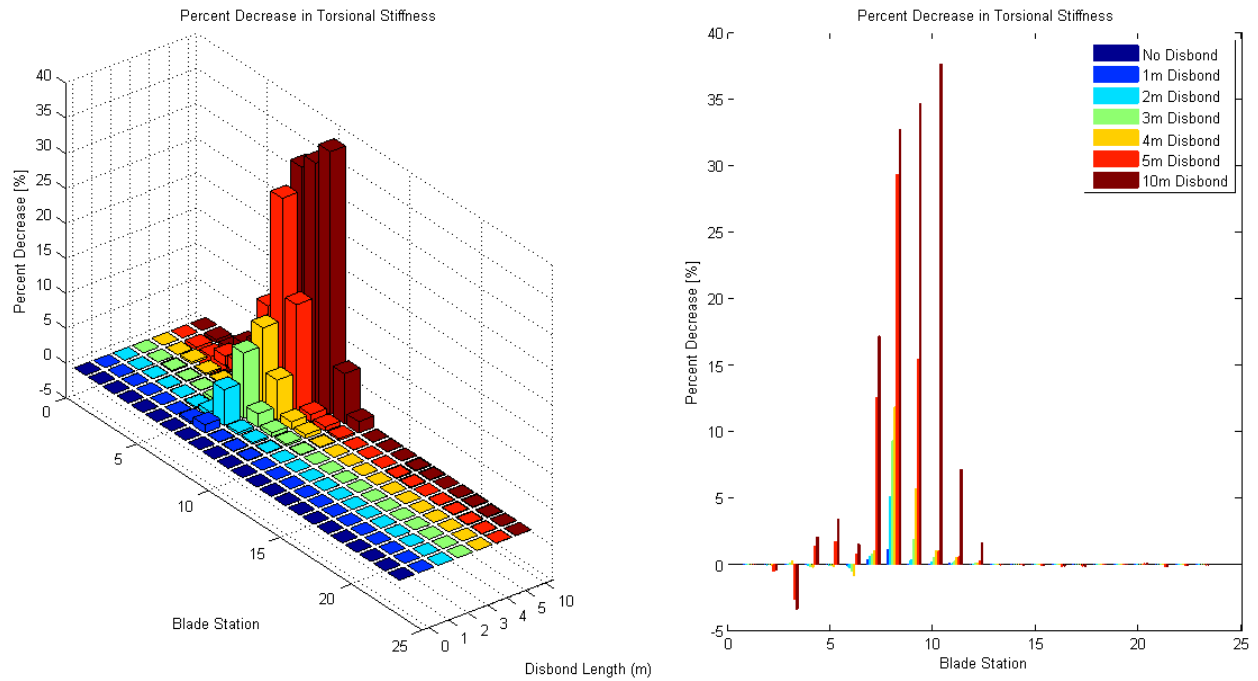 Percent Decrease in Torsional Stiffness
40
35
30
25
20
15
10
5
0
-5
Percent Decrease [%]
0
5
10
15
20
25
Blade Station
0
1
2
3
4
5
10
Disbond Length (m)
Percent Decrease in Torsional Stiffness
40
35
30
25
20
15
10
5
0
-5
Percent Decrease [%]
0
5
10
15
20
25
Blade Station
No Disbond
1m Disbond
2m Disbond
3m Disbond
4m Disbond
5m Disbond
10m Disbond